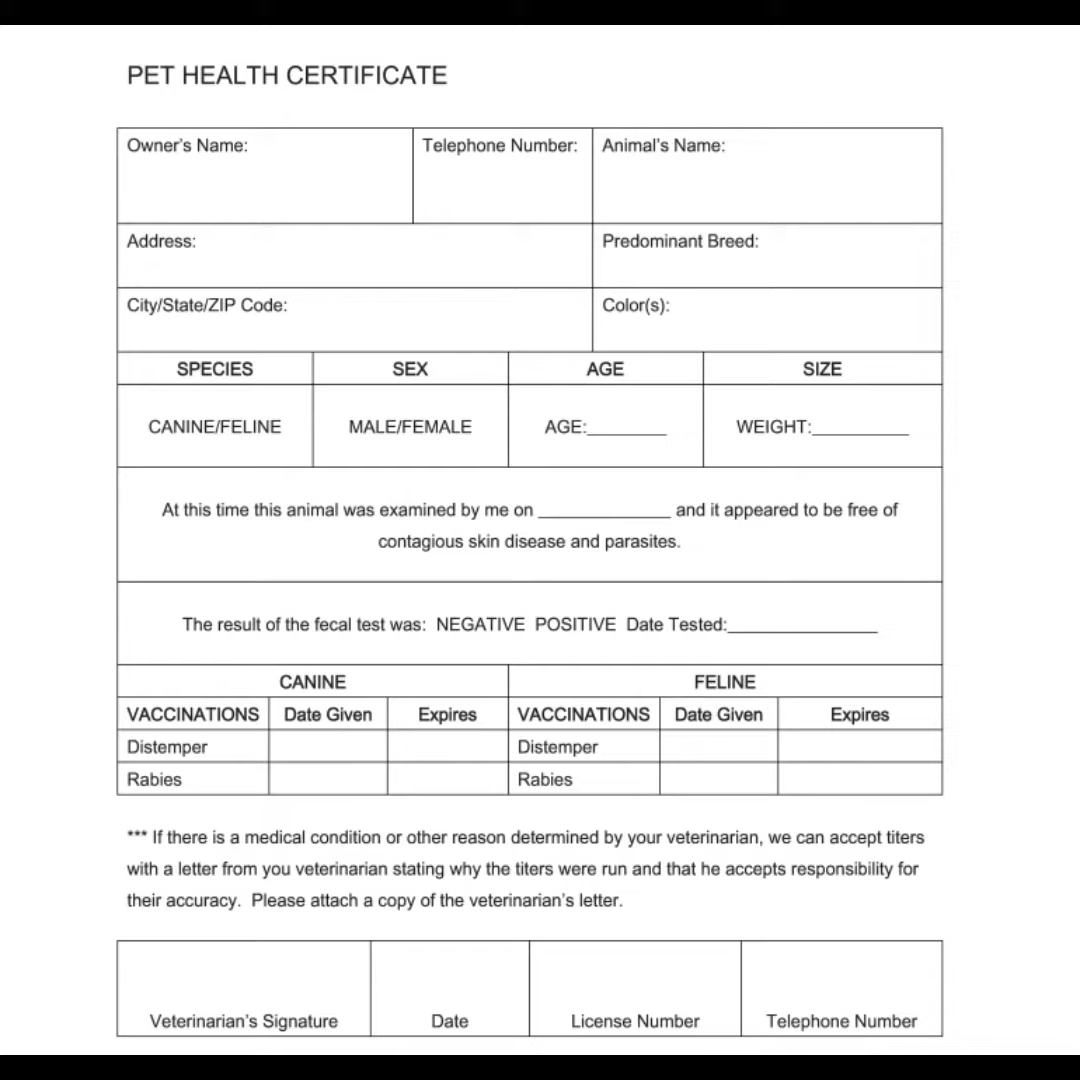 PET HEALTH CERTIFICATE
Owner's Name: Telephone Number: Animal's Name:
Address: Predominant Breed:
City/State/ZIP Code: Color(s):
SPECIES SEX AGE SIZE
CANINE/FELINE MALE/FEMALE AGE:________ WEIGHT:__________
At this time this animal was examined by me on ______________ and it appeared to be free of
contagious skin disease and parasites.
The result of the fecal test was: NEGATIVE POSITIVE Date Tested:________________
CANINE FELINE
VACCINATIONS Date Given Expires VACCINATIONS Date Given Expires
Distemper Distemper
Rabies Rabies
*** If there is a medical condition or other reason determined by your veterinarian, we can accept titers
with a letter from you veterinarian stating why the titers were run and that he accepts responsibility for
their accuracy. Please attach a copy of the veterinarian's letter.
Veterinarian's Signature Date License Number Telephone Number